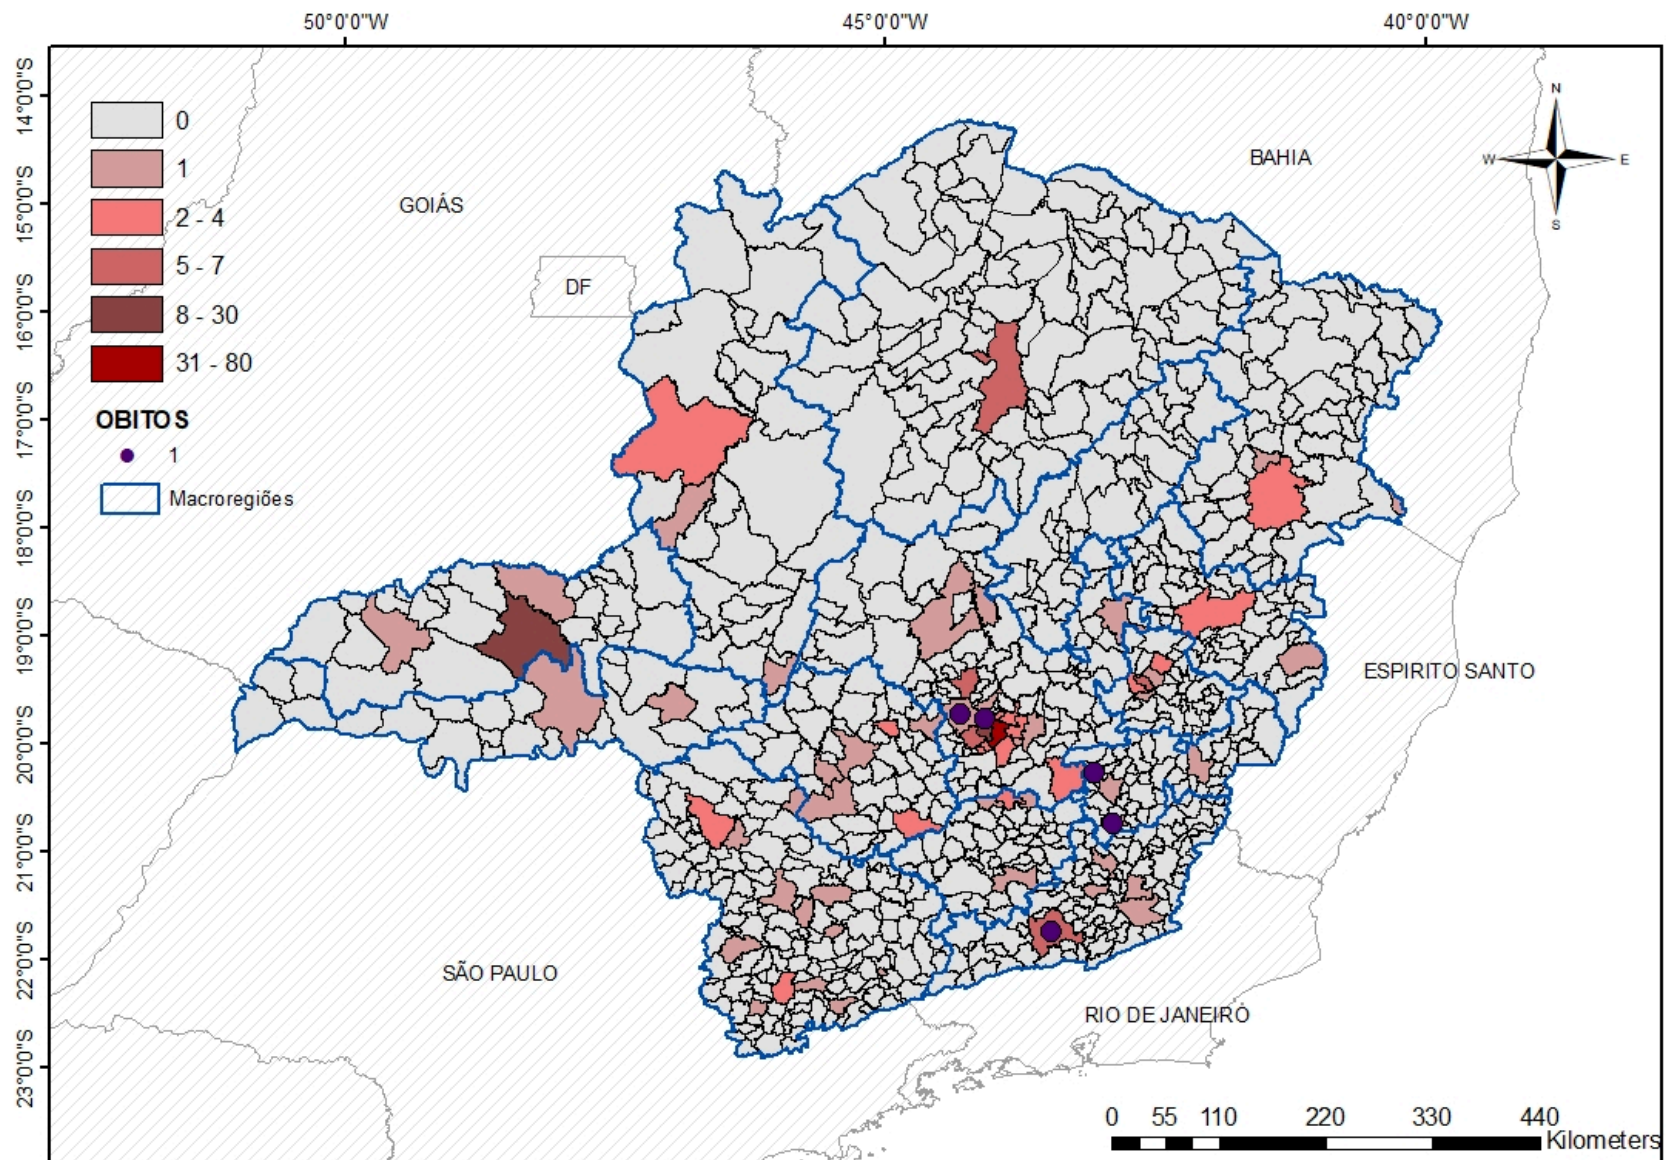 50°0'0"W
45°0'0"W
40°0'0"W
14°0'0"S
15°0'0"S
16°0'0"S
17°0'0"S
18°0'0"S
19°0'0"S
20°0'0"S
21°0'0"S
22°0'0"S
23°0'0"S
0
1
2 - 4
5 - 7
8 - 30
31 - 80
OBITOS
1
Macroregiões
N
W
E
S
BAHIA
GOIÁS
DF
ESPIRITO SANTO
SÃO PAULO
RIO DE JANEIRO
0 55 110 220 330 440
Kilometers